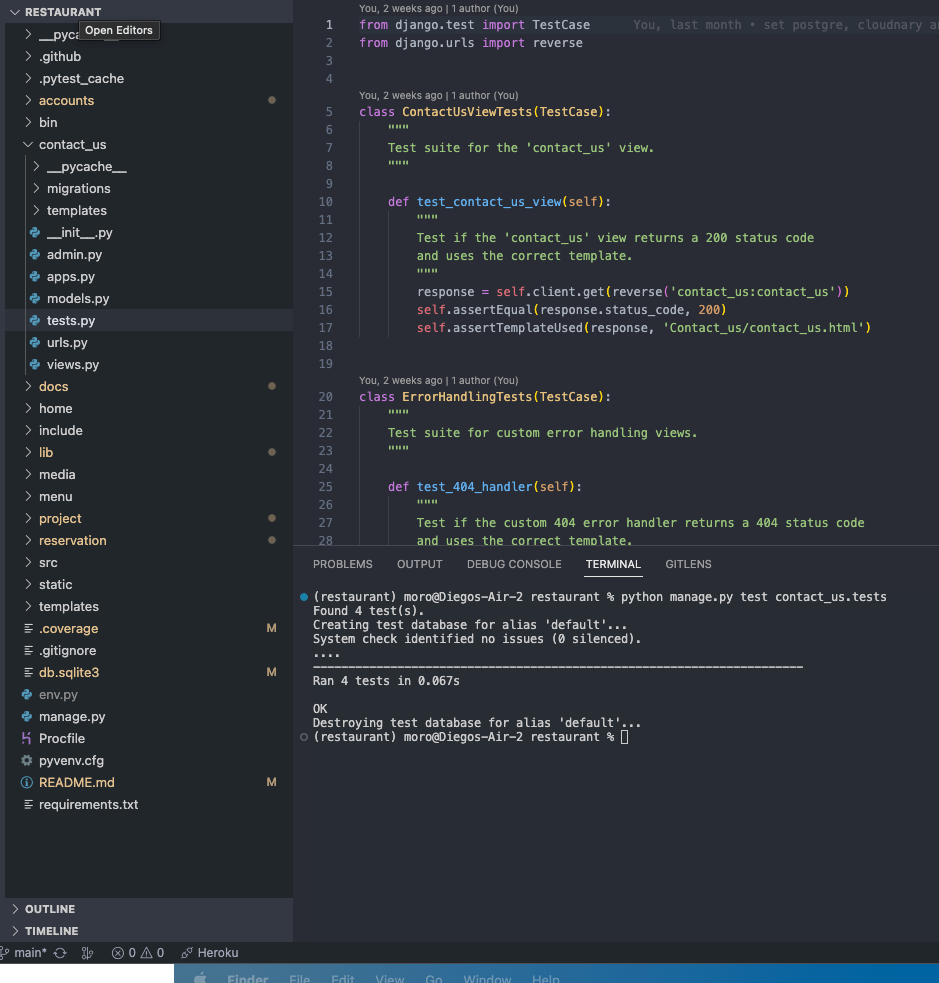 RESTAURANT
Open Editors
__pyca
.github
.pytest_cache
accounts
bin
contact_us
__pycache__
migrations
templates
__init__.py
admin.py
apps.py
models.py
tests.py
urls.py
views.py
docs
home
include
lib
media
menu
project
reservation
src
static
templates
.coverage M
.gitignore
db.sqlite3 M
env.py
manage.py
Procfile
pyvenv.cfg
README.md M
requirements.txt
OUTLINE
TIMELINE
You, last month | 1 author (You)
1 from django.test import TestCase You, last month • set postgre, cloudnary
2 from django.urls import reverse
3
4
You, 2 weeks ago | 1 author (You)
5 class ContactUsViewTests(TestCase):
6 """
7 Test suite for the 'contact_us' view.
8 """
9
10 def test_contact_us_view(self):
11 """
12 Test if the 'contact_us' view returns a 200 status code
13 and uses the correct template.
14 """
15 response = self.client.get(reverse('contact_us:contact_us'))
16 self.assertEqual(response.status_code, 200)
17 self.assertTemplateUsed(response, 'Contact_us/contact_us.html')
18
19
You, 2 weeks ago | 1 author (You)
20 class ErrorHandlingTests(TestCase):
21 """
22 Test suite for custom error handling views.
23 """
24
25 def test_404_handler(self):
26 """
27 Test if the custom 404 error handler returns a 404 status code
28 and uses the correct template.
PROBLEMS OUTPUT DEBUG CONSOLE TERMINAL GITLENS
(restaurant) moro@Diegos-Air-2 restaurant % python manage.py test contact_us.tests
Found 4 test(s).
Creating test database for alias 'default'...
System check identified no issues (0 silenced).
....
----------------------------------------------------------------------
Ran 4 tests in 0.067s
OK
Destroying test database for alias 'default'...
(restaurant) moro@Diegos-Air-2 restaurant %
main* 0 0 Heroku
Finder File Edit View Go Window Help